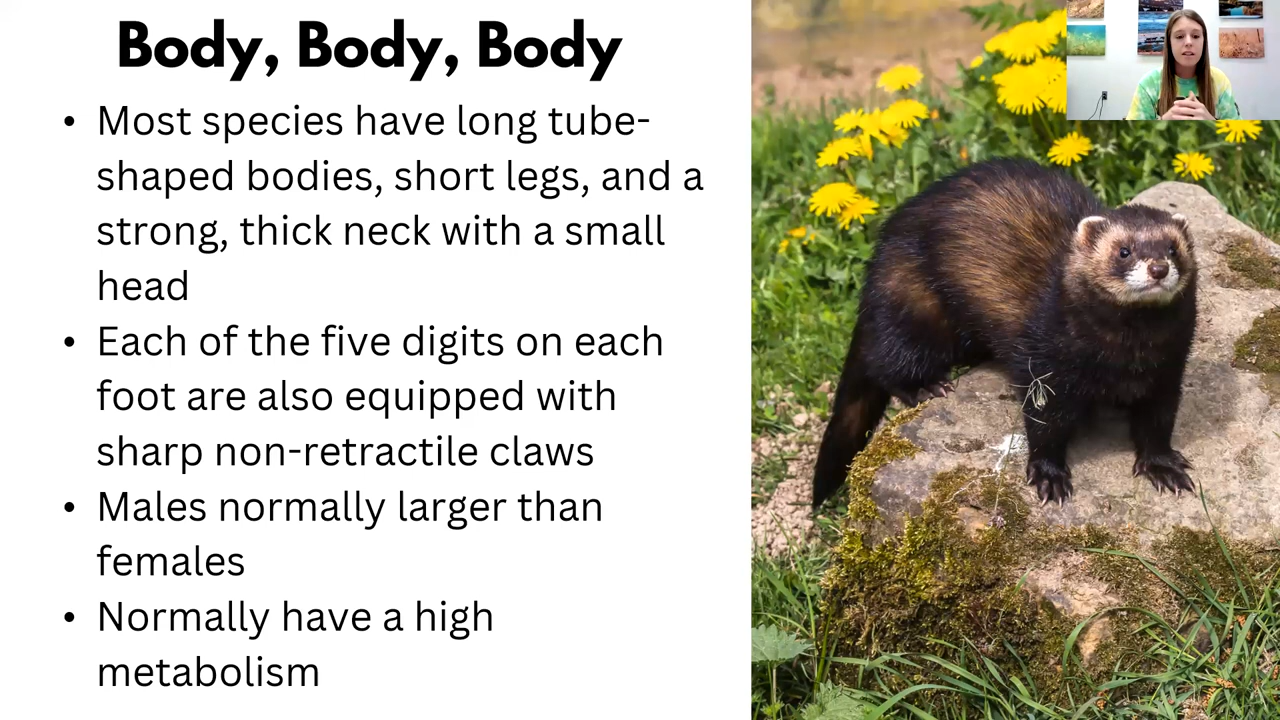 Body, Body, Body
• Most species have long tube-
shaped bodies, short legs, and a
strong, thick neck with a small
head
• Each of the five digits on each
foot are also equipped with
sharp non-retractile claws
• Males normally larger than
females
• Normally have a high
metabolism